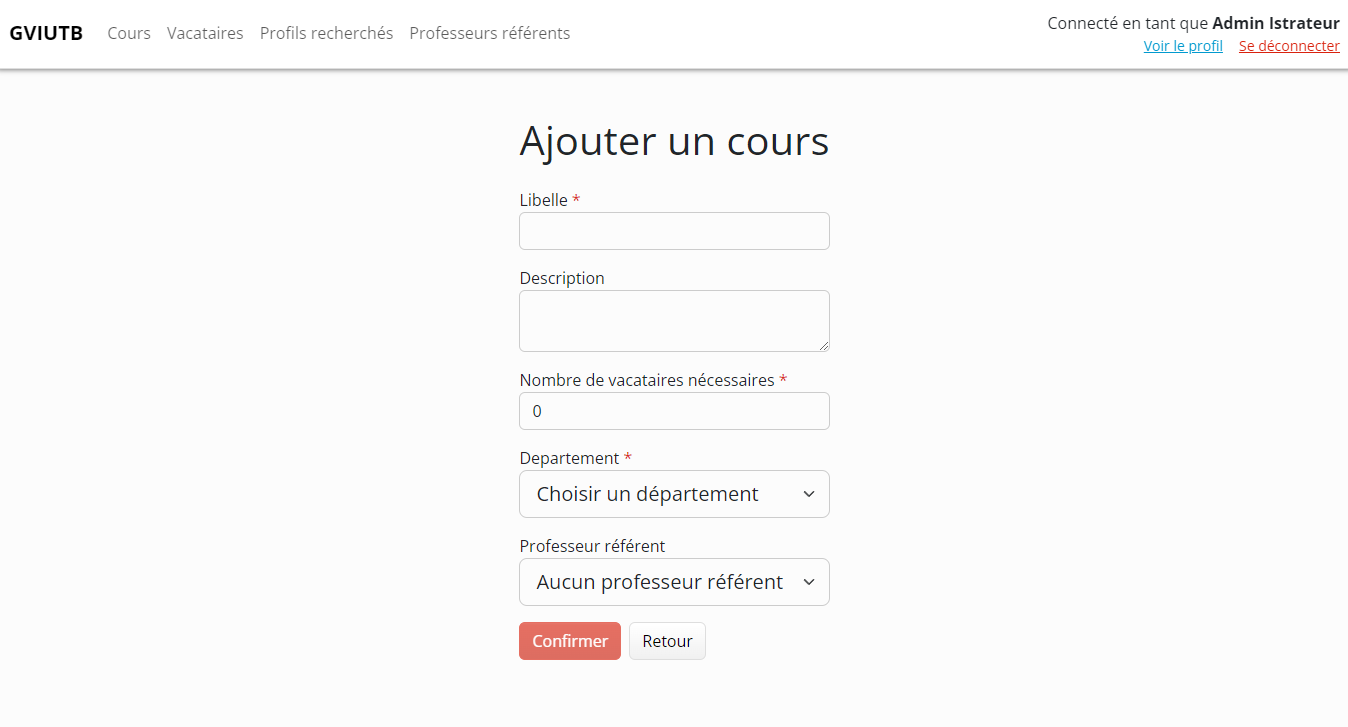 GVIUTB Cours Vacataires Profils recherchés Professeurs référents
Connecté en tant que Admin Istrateur
Voir le profil Se déconnecter
Ajouter un cours
Libelle *
Description
Nombre de vacataires nécessaires *
0
Departement *
Choisir un département
Professeur référent
Aucun professeur référent
Confirmer Retour